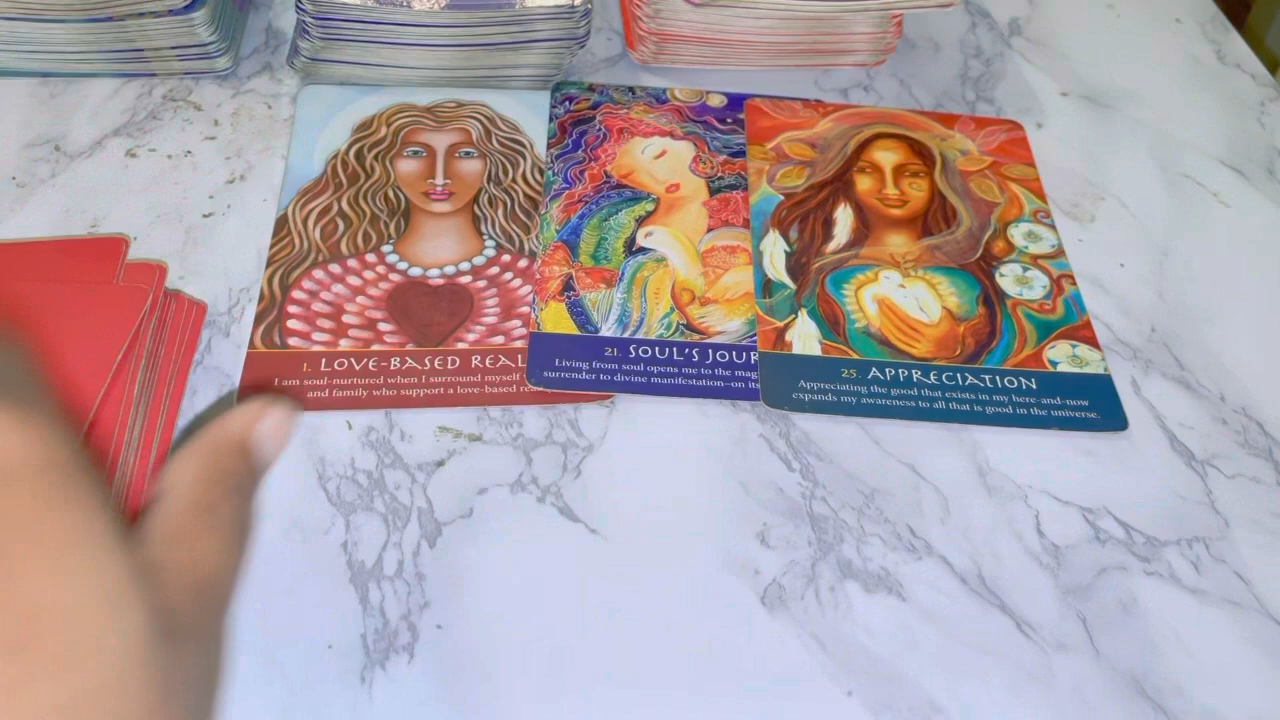 1. LOVE-BASED REAL
I am soul-nurtured when I surround myself
and family who support a love-based
21. SOUL'S JOUR
Living from soul opens me to the mag
surrender to divine manifestation–on its
25. APPRECIATION
Appreciating the good that exists in my here-and-now
expands my awareness to all that is good in the universe.